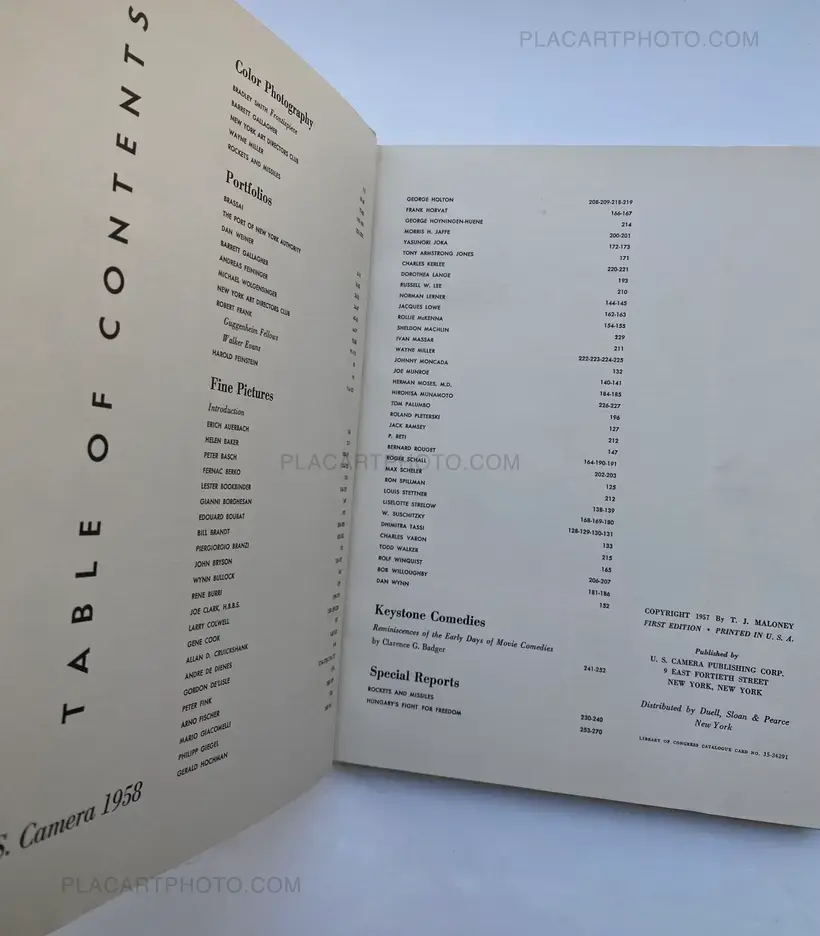 PLACARTPHOTO.COM
TABLE OF CONTENTS
S. Camera 1958
Color Photography
BRADLEY SMITH Frontispiece
BARRETT GALLAGHER
NEW YORK ART DIRECTORS CLUB
WAYNE MILLER
ROCKETS AND MISSILES
Portfolios
BRASSAI
THE PORT OF NEW YORK AUTHORITY
DAN WEINER
BARRETT GALLAGHER
ANDREAS FEININGER
MICHAEL WOLGENSINGER
NEW YORK ART DIRECTORS CLUB
ROBERT FRANK
Guggenheim Fellows
Walker Evans
HAROLD FEINSTEIN
Fine Pictures
Introduction
ERICH AUERBACH
HELEN BAKER
PETER BASCH
FERNAC BERKO
LESTER BOOKBINDER
GIANNI BORGHESAN
EDOUARD BOUBAT
BILL BRANDT
PIERGIORGIO BRANZI
JOHN BRYSON
WYNN BULLOCK
RENE BURRI
JOE CLARK, H.B.S.S.
LARRY COLWELL
GENE COOK
ALLAN D. CRUICKSHANK
ANDRE DE DIENES
GORDON DE'LISLE
PETER FINK
ARNO FISCHER
MARIO GIACOMELLI
PHILIPP GIEGEL
GERALD HOCHMAN
GEORGE HOLTON 208-209-218-219
FRANK HORVAT 166-167
GEORGE HOYNINGEN-HUENE 214
MORRIS H. JAFFE 200-201
YASUNORI JOKA 172-173
TONY ARMSTRONG JONES 171
CHARLES KERLEE 220-221
DOROTHEA LANGE 193
RUSSELL W. LEE 210
NORMAN LERNER 144-145
JACQUES LOWE 162-163
ROLLIE McKENNA 154-155
SHELDON MACHLIN 229
IVAN MASSAR 211
WAYNE MILLER 222-223-224-225
JOHNNY MONCADA 132
JOE MUNROE 140-141
HERMAN MOSES, M.D. 184-185
HIROHISA MUNAMOTO 226-227
TOM PALUMBO 196
ROLAND PLETERSKI 127
JACK RAMSEY 212
P. RETI 147
BERNARD ROUGET 164-190-191
ROGER SCHALL 202-203
MAX SCHELER 125
RON SPILLMAN 212
LOUIS STETTNER 138-139
LISELOTTE STRELOW 168-169-180
W. SUSCHITZKY 128-129-130-131
DHIMITRA TASSI 133
CHARLES VARON 215
TODD WALKER 165
ROLF WINQUIST 206-207
BOB WILLOUGHBY 181-186
DAN WYNN 152
Keystone Comedies
Reminiscences of the Early Days of Movie Comedies
by Clarence G. Badger 241-252
Special Reports
ROCKETS AND MISSILES 230-240
HUNGARY'S FIGHT FOR FREEDOM 253-270
COPYRIGHT 1957 By T. J. MALONEY
FIRST EDITION • PRINTED IN U. S. A.
Published by
U. S. CAMERA PUBLISHING CORP.
9 EAST FORTIETH STREET
NEW YORK, NEW YORK
Distributed by Duell, Sloan & Pearce
New York
LIBRARY OF CONGRESS CATALOGUE CARD NO. 35-24291
PLACARTPHOTO.COM
PLACARTPHOTO.COM